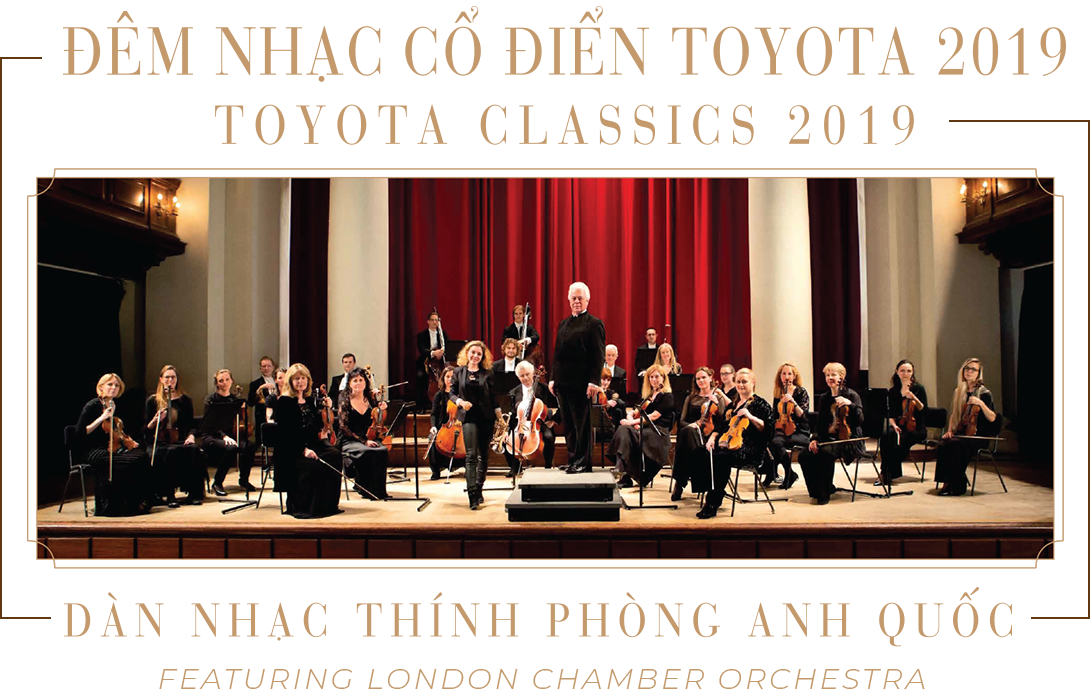 ĐÊM NHẠC CỔ ĐIỂN TOYOTA 2019
TOYOTA CLASSICS 2019
DÀN NHẠC THÍNH PHÒNG ANH QUỐC
FEATURING LONDON CHAMBER ORCHESTRA